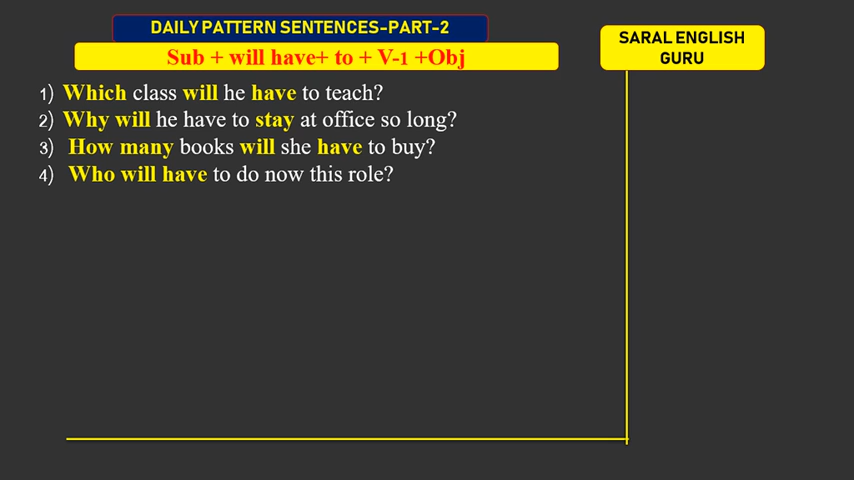 DAILY PATTERN SENTENCES-PART-2
Sub + will have+ to + V-1 +Obj
SARAL ENGLISH
GURU
1) Which class will he have to teach?
2) Why will he have to stay at office so long?
3) How many books will she have to buy?
4) Who will have to do now this role?